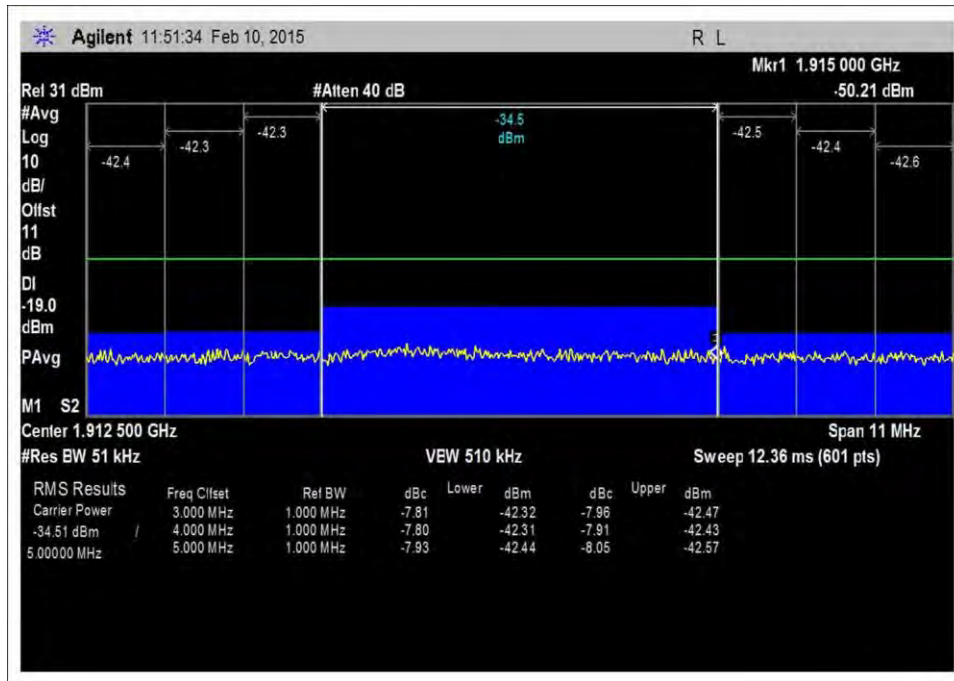 Agilent 11:51:34 Feb 10, 2015 R L
Mkr1 1.915 000 GHz
Rel 31 dBm #Atten 40 dB -50.21 dBm
#Avg
Log
10
dB/
Offst
11
dB
DI
-19.0
dBm
PAvg
M1 S2
-42.4 -42.3 -42.3 -34.5 dBm -42.5 -42.4 -42.6
Center 1.912 500 GHz Span 11 MHz
#Res BW 51 kHz VEW 510 kHz Sweep 12.36 ms (601 pts)
RMS Results Freq Clfset Ref BW dBc Lower dBm dBc Upper dBm
Carrier Power 3.000 MHz 1.000 MHz -7.81 -42.32 -7.96 -42.47
-34.51 dBm / 4.000 MHz 1.000 MHz -7.80 -42.31 -7.91 -42.43
5.00000 MHz 5.000 MHz 1.000 MHz -7.93 -42.44 -8.05 -42.57